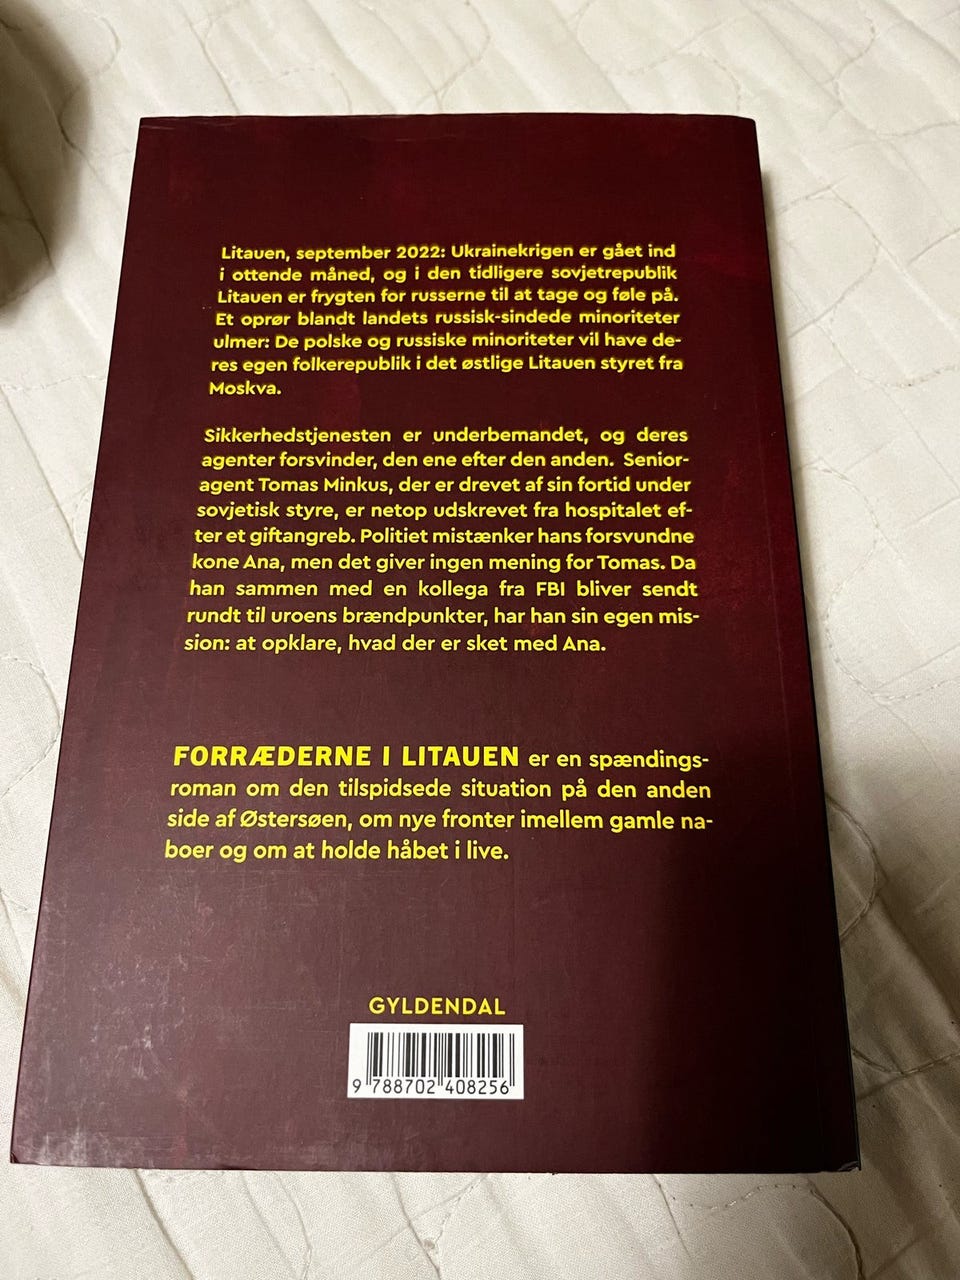 Litauen, september 2022: Ukrainekrigen er gået ind
i ottende måned, og i den tidligere sovjetrepublik
Litauen er frygten for russerne til at tage og føle på.
Et oprør blandt landets russisk-sindede minoriteter
ulmer: De polske og russiske minoriteter vil have de-
res egen folkerepublik i det østlige Litauen styret fra
Moskva.
Sikkerhedstjenesten er underbemandet, og deres
agenter forsvinder, den ene efter den anden. Senior-
agent Tomas Minkus, der er drevet af sin fortid under
sovjetisk styre, er netop udskrevet fra hospitalet ef-
ter et giftangreb. Politiet mistænker hans forsvundne
kone Ana, men det giver ingen mening for Tomas. Da
han sammen med en kollega fra FBI bliver sendt
rundt til uroens brændpunkter, har han sin egen mis-
sion: at opklare, hvad der er sket med Ana.
FORRÆDERNE I LITAUEN er en spændings-
roman om den tilspidsede situation på den anden
side af Østersøen, om nye fronter imellem gamle na-
boer og om at holde håbet i live.
GYLDENDAL
9 788702 408256